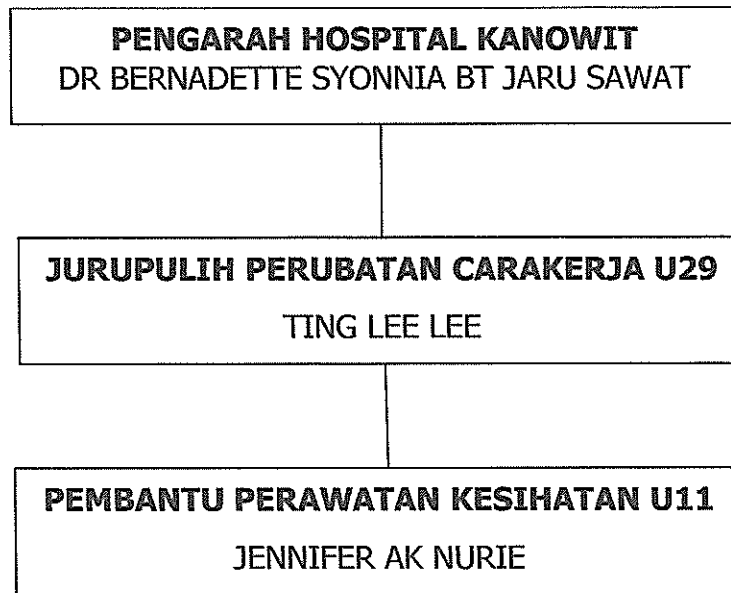 PENGARAH HOSPITAL KANOWIT
DR BERNADETTE SYONNIA BT JARU SAWAT
JURUPULIH PERUBATAN CARAKERJA U29
TING LEE LEE
PEMBANTU PERAWATAN KESIHATAN U11
JENNIFER AK NURIE